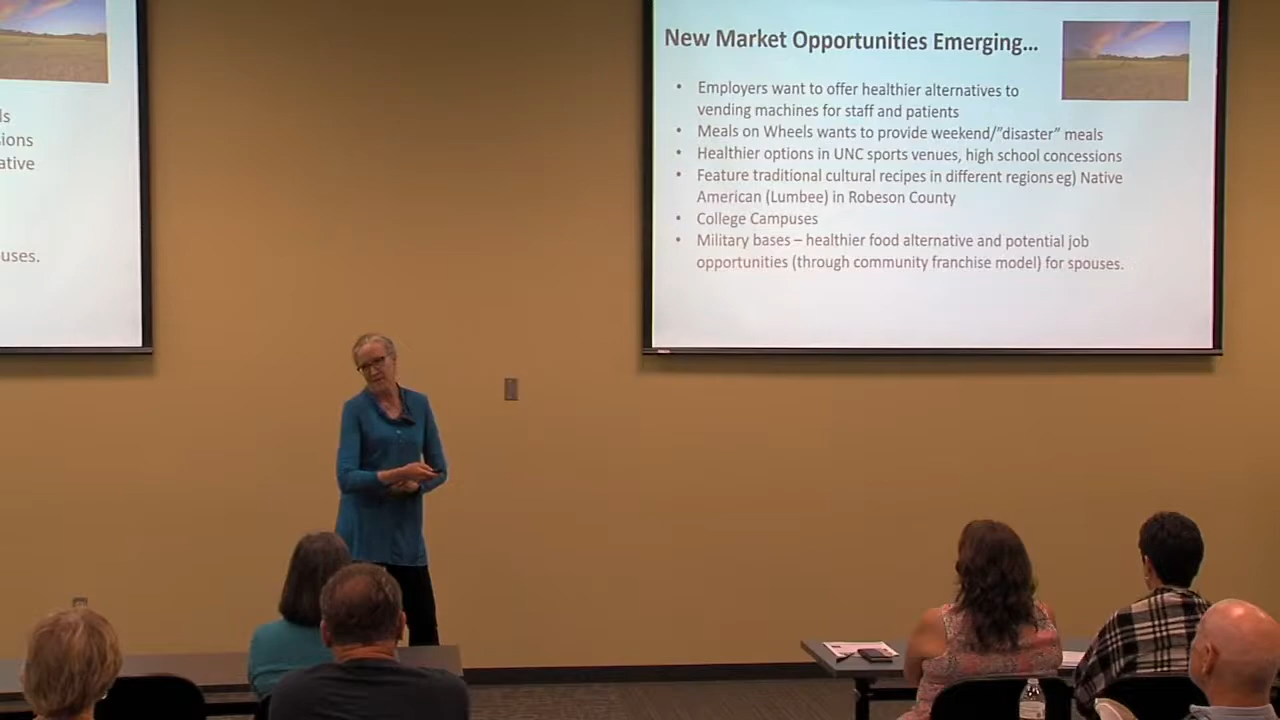 ls
ions
ative
uses.
New Market Opportunities Emerging...
• Employers want to offer healthier alternatives to
vending machines for staff and patients
• Meals on Wheels wants to provide weekend/”disaster” meals
• Healthier options in UNC sports venues, high school concessions
• Feature traditional cultural recipes in different regions eg) Native
American (Lumbee) in Robeson County
• College Campuses
• Military bases – healthier food alternative and potential job
opportunities (through community franchise model) for spouses.